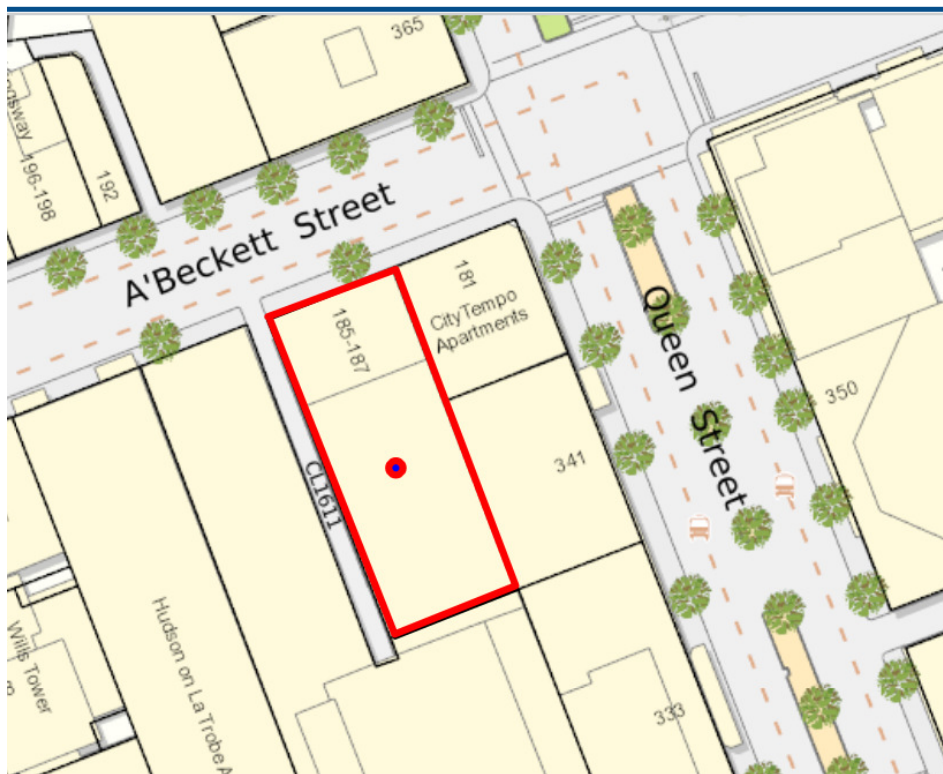 365
196-198
192
A'Beckett Street
181
CityTempo
Apartments
185-187
Queen Street
350
341
CL1611
Hudson on La Trobe A
Wills Tower
333